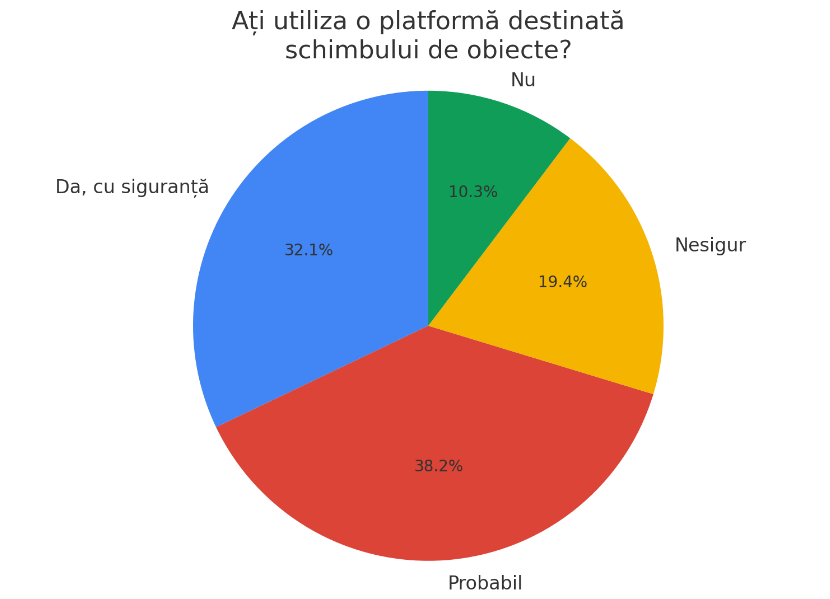 Ați utiliza o platformă destinată
schimbului de obiecte?
Nu
Da, cu siguranță
10.3%
Nesigur
32.1%
19.4%
38.2%
Probabil